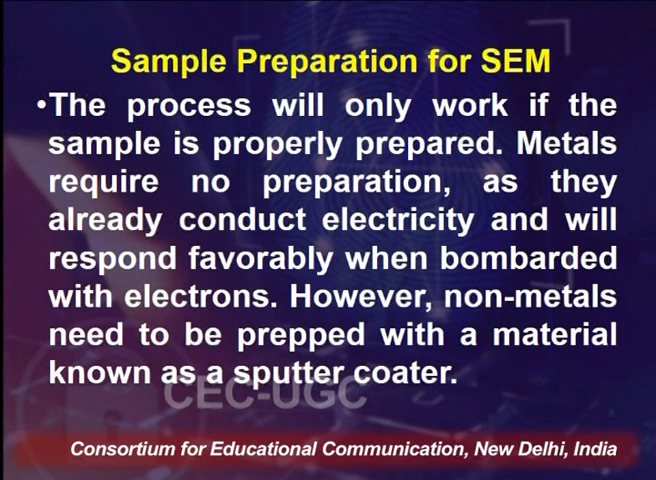 Sample Preparation for SEM
•The process will only work if the
sample is properly prepared. Metals
require no preparation, as they
already conduct electricity and will
respond favorably when bombarded
with electrons. However, non-metals
need to be prepped with a material
known as a sputter coater.
CEC-UGC
Consortium for Educational Communication, New Delhi, India